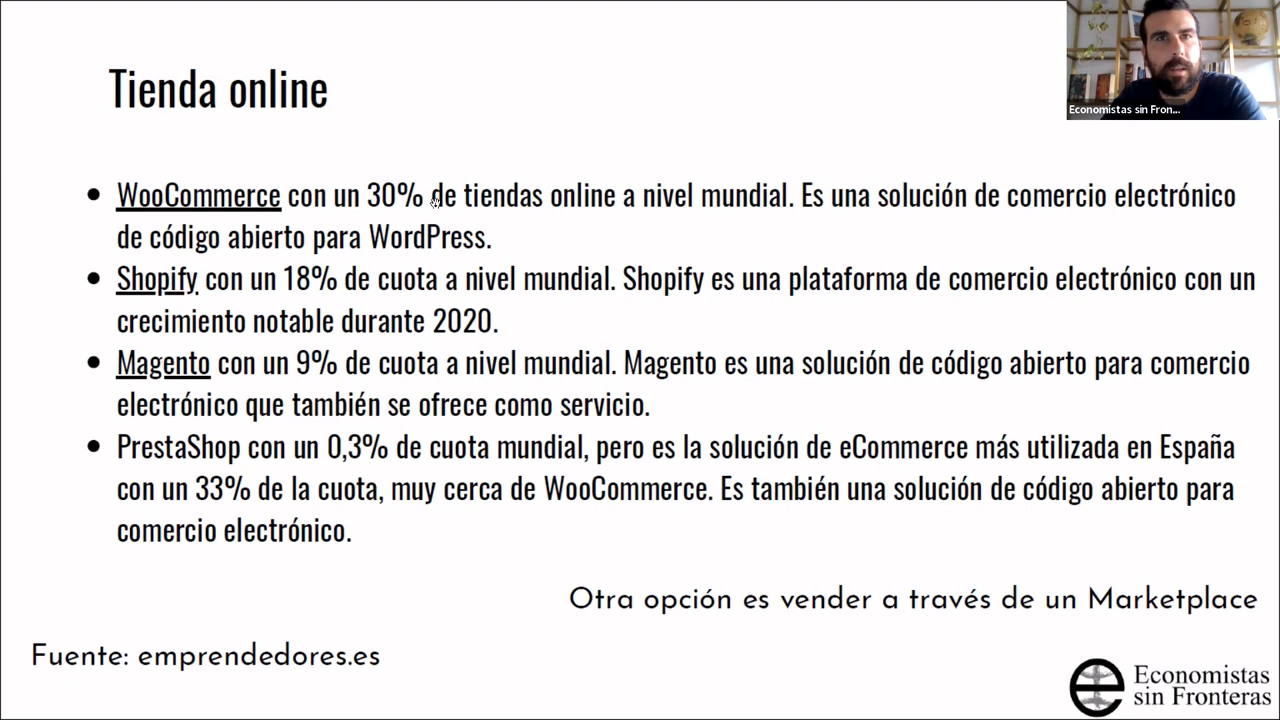 Tienda online
Economistas sin Fron...
• WooCommerce con un 30% de tiendas online a nivel mundial. Es una solución de comercio electrónico
de código abierto para WordPress.
• Shopify con un 18% de cuota a nivel mundial. Shopify es una plataforma de comercio electrónico con un
crecimiento notable durante 2020.
• Magento con un 9% de cuota a nivel mundial. Magento es una solución de código abierto para comercio
electrónico que también se ofrece como servicio.
• PrestaShop con un 0,3% de cuota mundial, pero es la solución de eCommerce más utilizada en España
con un 33% de la cuota, muy cerca de WooCommerce. Es también una solución de código abierto para
comercio electrónico.
Otra opción es vender a través de un Marketplace
Fuente: emprendedores.es
Economistas
sin Fronteras